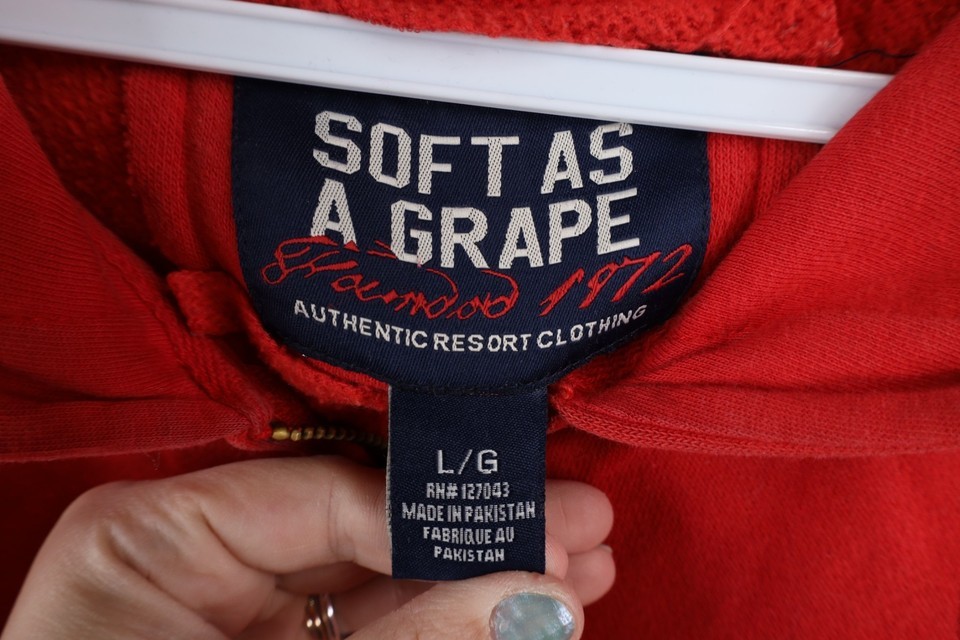 SOFT AS
A GRAPE
1972
AUTHENTIC RESORT CLOTHING
L/G
RN# 127043
MADE IN PAKISTAN
FABRIQUE AU
PAKISTAN